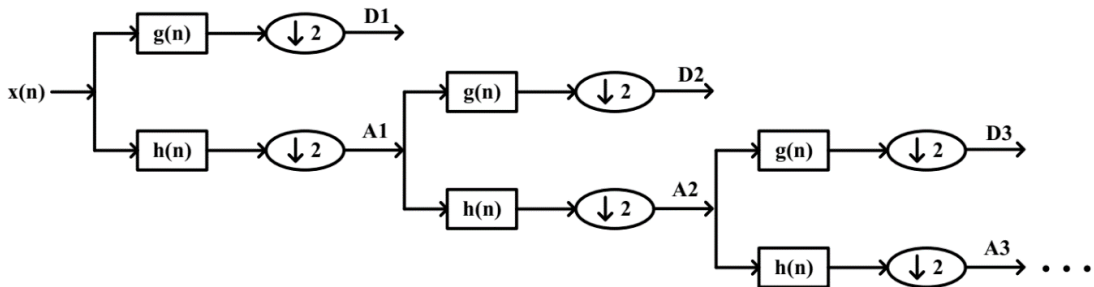 D1
g(n)
↓ 2
x(n)
D2
g(n)
↓ 2
A1
h(n)
↓ 2
D3
g(n)
↓ 2
A2
h(n)
↓ 2
A3
h(n)
↓ 2
. . .